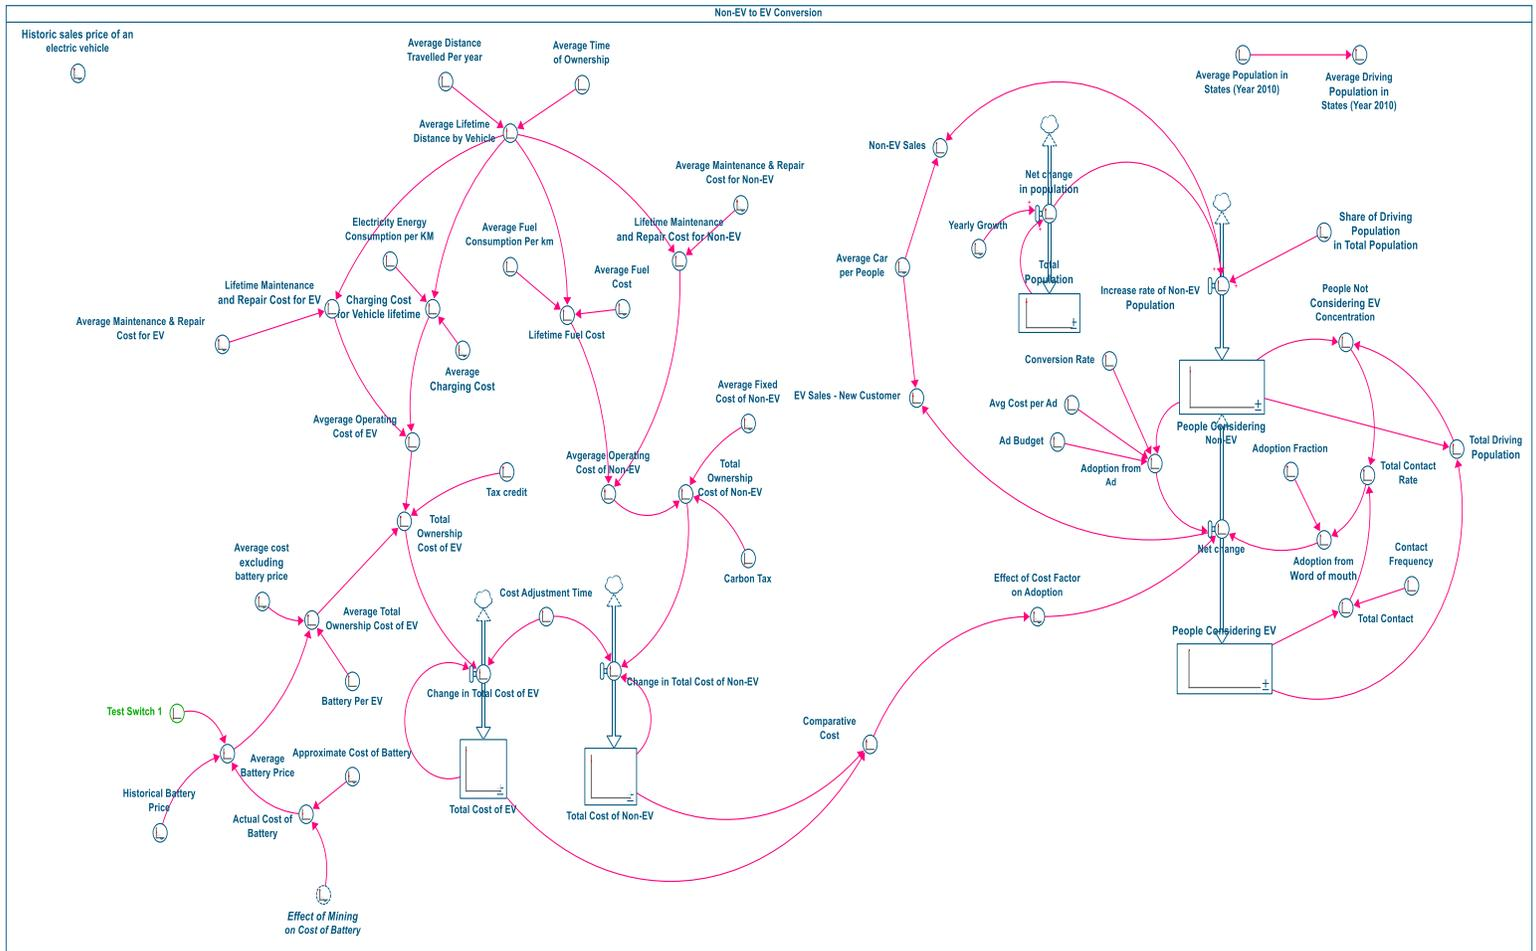 Non-EV to EV Conversion
Historic sales price of an
electric vehicle
Average Distance
Travelled Per year
Average Time
of Ownership
Average Population in
States (Year 2010)
Average Driving
Population in
States (Year 2010)
Average Lifetime
Distance by Vehicle
Non-EV Sales
Average Maintenance & Repair
Cost for Non-EV
Net change
in population
Yearly Growth
Share of Driving
Population
in Total Population
Electricity Energy
Consumption per KM
Average Fuel
Consumption Per km
Lifetime Maintenance
and Repair Cost for Non-EV
Average Car
per People
Total
Population
Average Fuel
Cost
Lifetime Maintenance
and Repair Cost for EV
Charging Cost
for Vehicle lifetime
Increase rate of Non-EV
Population
People Not
Considering EV
Concentration
Average Maintenance & Repair
Cost for EV
Lifetime Fuel Cost
Average
Charging Cost
Conversion Rate
Average Fixed
Cost of Non-EV
EV Sales - New Customer
Avg Cost per Ad
Ad Budget
People Considering
Non-EV
Avgerage Operating
Cost of EV
Avgerage Operating
Cost of Non-EV
Total
Ownership
Cost of Non-EV
Adoption from
Ad
Adoption Fraction
Total Contact
Rate
Total Driving
Population
Tax credit
Total
Ownership
Cost of EV
Average cost
excluding
battery price
Carbon Tax
Net change
Adoption from
Word of mouth
Contact
Frequency
Effect of Cost Factor
on Adoption
Cost Adjustment Time
Average Total
Ownership Cost of EV
Total Contact
People Considering EV
Battery Per EV
Change in Total Cost of EV
Change in Total Cost of Non-EV
Test Switch 1
Comparative
Cost
Average
Battery Price
Approximate Cost of Battery
Historical Battery
Price
Actual Cost of
Battery
Total Cost of EV
Total Cost of Non-EV
Effect of Mining
on Cost of Battery